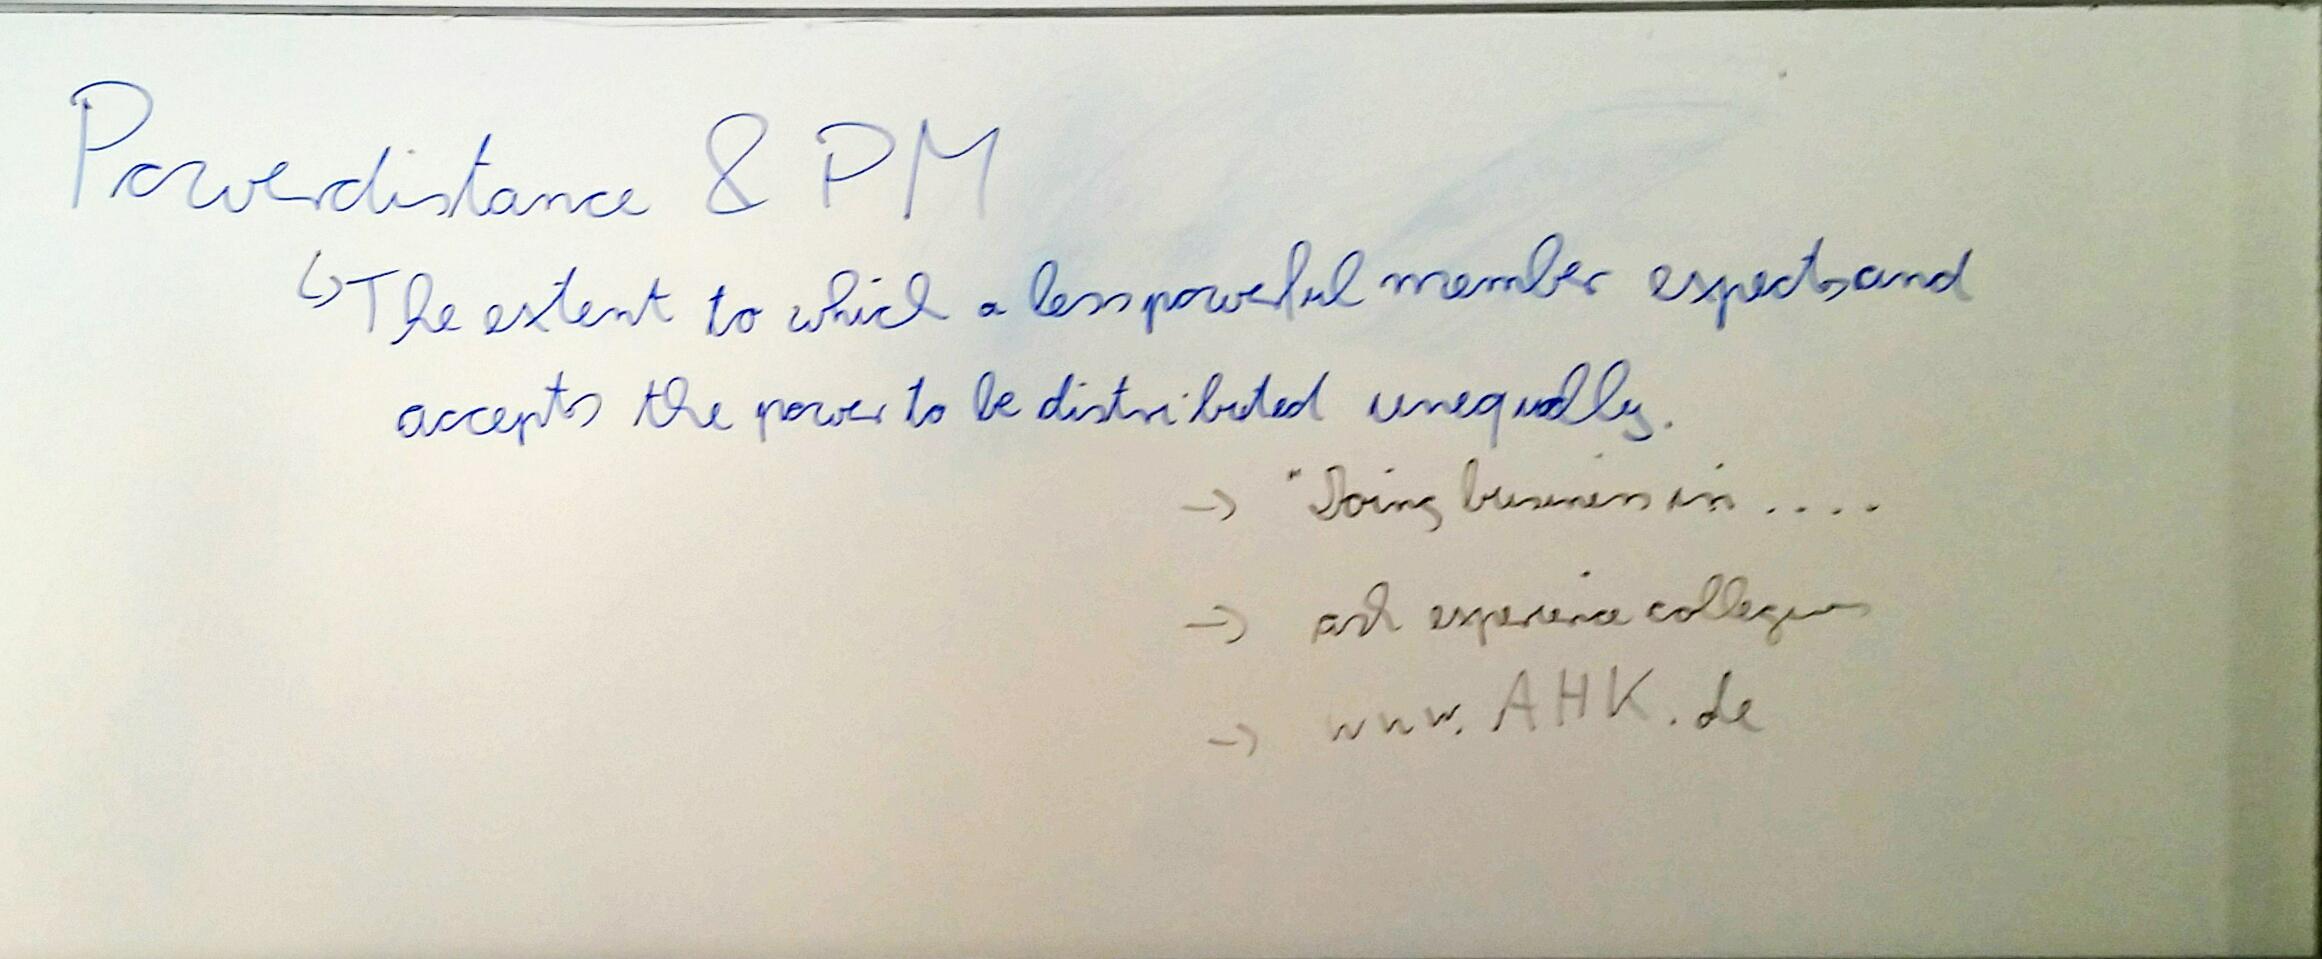 Powerdistance & PM
↳ The extent to which a less powerful member expects and
accepts the power to be distributed unequally.
→ "Doing business in ....
→ ask experience collegues
→ www.AHK.de